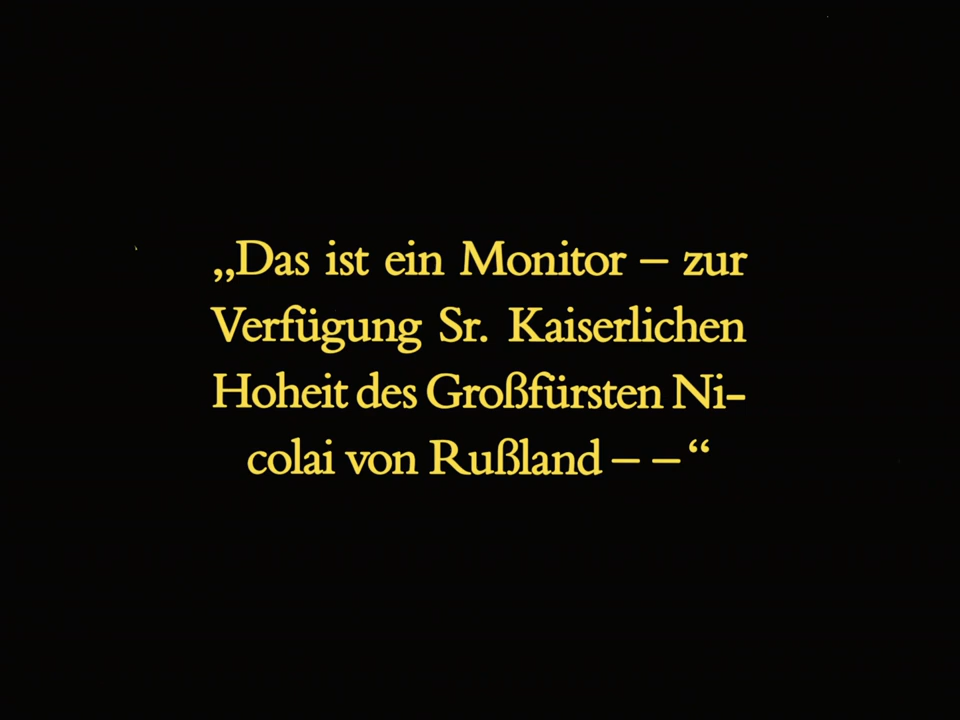 „Das ist ein Monitor – zur
Verfügung Sr. Kaiserlichen
Hoheit des Großfürsten Ni-
colai von Rußland – – “